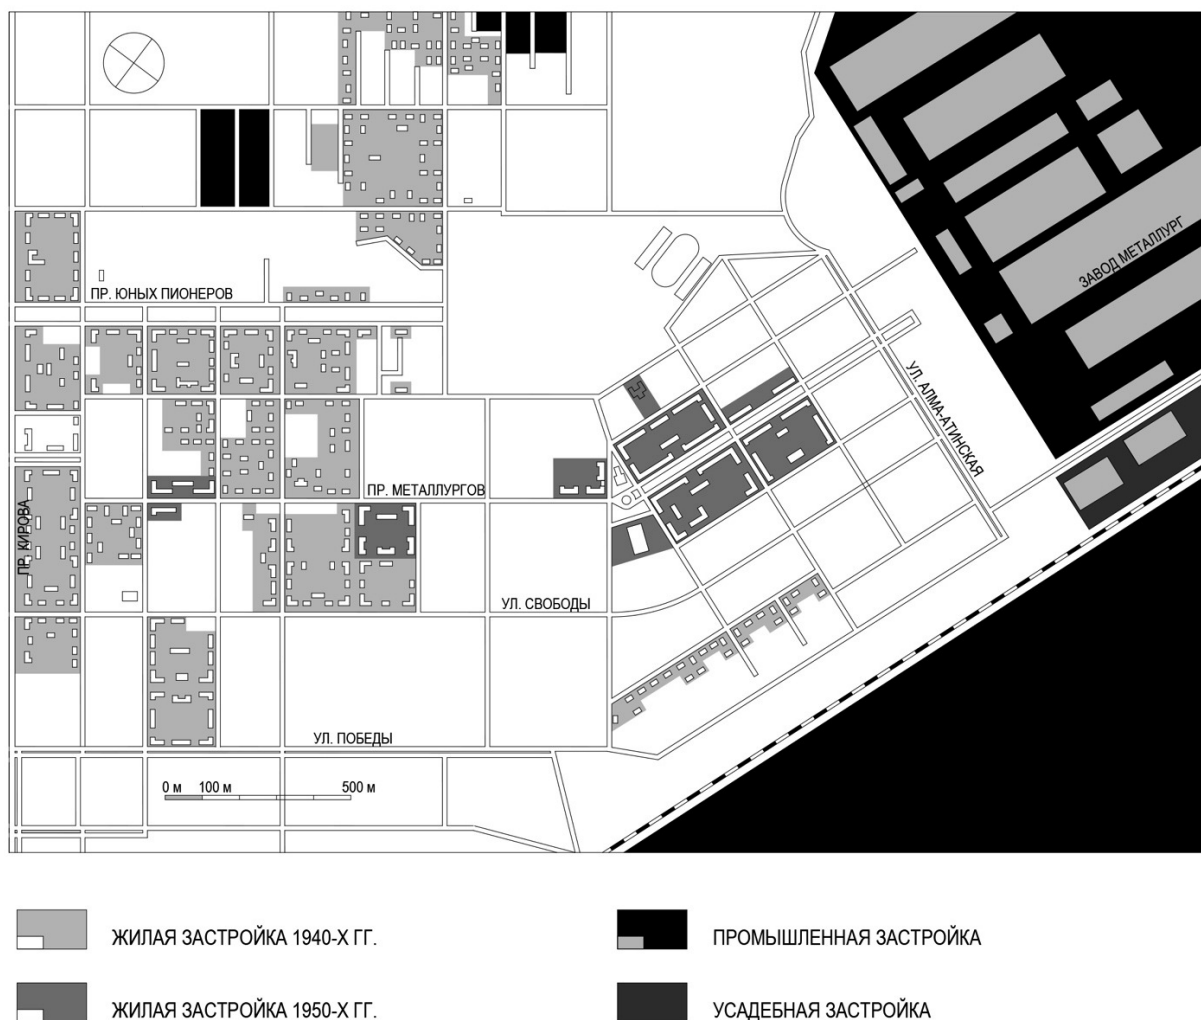 ЗАВОД МЕТАЛЛУРГ
ПР. ЮНЫХ ПИОНЕРОВ
УЛ. АЛМА-АТИНСКАЯ
ПР. МЕТАЛЛУРГОВ
ПР. КИРОВА
УЛ. СВОБОДЫ
УЛ. ПОБЕДЫ
0 м 100 м 500 м
ЖИЛАЯ ЗАСТРОЙКА 1940-Х ГГ.
ПРОМЫШЛЕННАЯ ЗАСТРОЙКА
ЖИЛАЯ ЗАСТРОЙКА 1950-Х ГГ.
УСАДЕБНАЯ ЗАСТРОЙКА